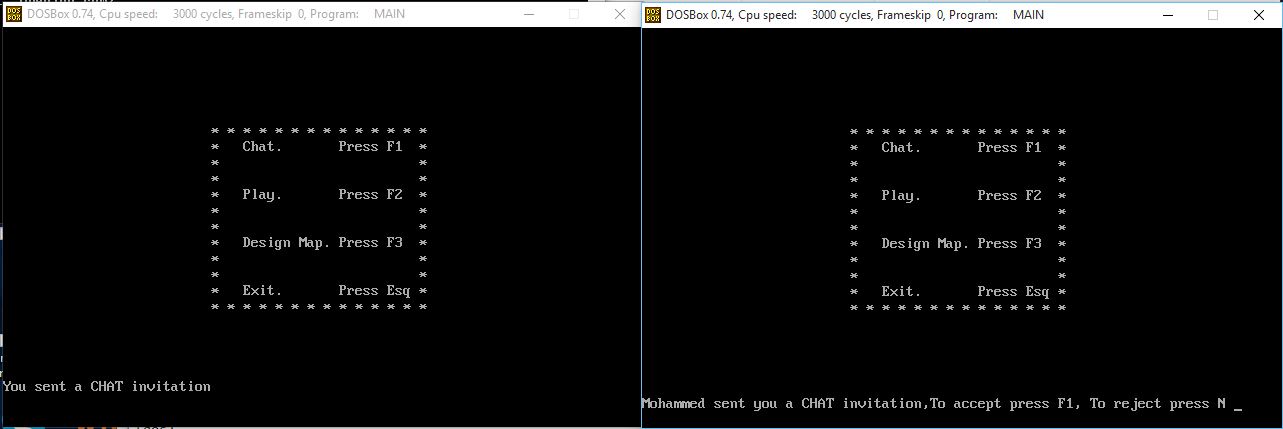 DOSBox 0.74, Cpu speed: 3000 cycles, Frameskip 0, Program: MAIN
* * * * * * * * * * * * * *
* Chat. Press F1 *
* *
* *
* Play. Press F2 *
* *
* *
* Design Map. Press F3 *
* *
* *
* Exit. Press Esq *
* * * * * * * * * * * * * *
You sent a CHAT invitation
DOSBox 0.74, Cpu speed: 3000 cycles, Frameskip 0, Program: MAIN
* * * * * * * * * * * * * *
* Chat. Press F1 *
* *
* *
* Play. Press F2 *
* *
* *
* Design Map. Press F3 *
* *
* *
* Exit. Press Esq *
* * * * * * * * * * * * * *
Mohammed sent you a CHAT invitation,To accept press F1, To reject press N _